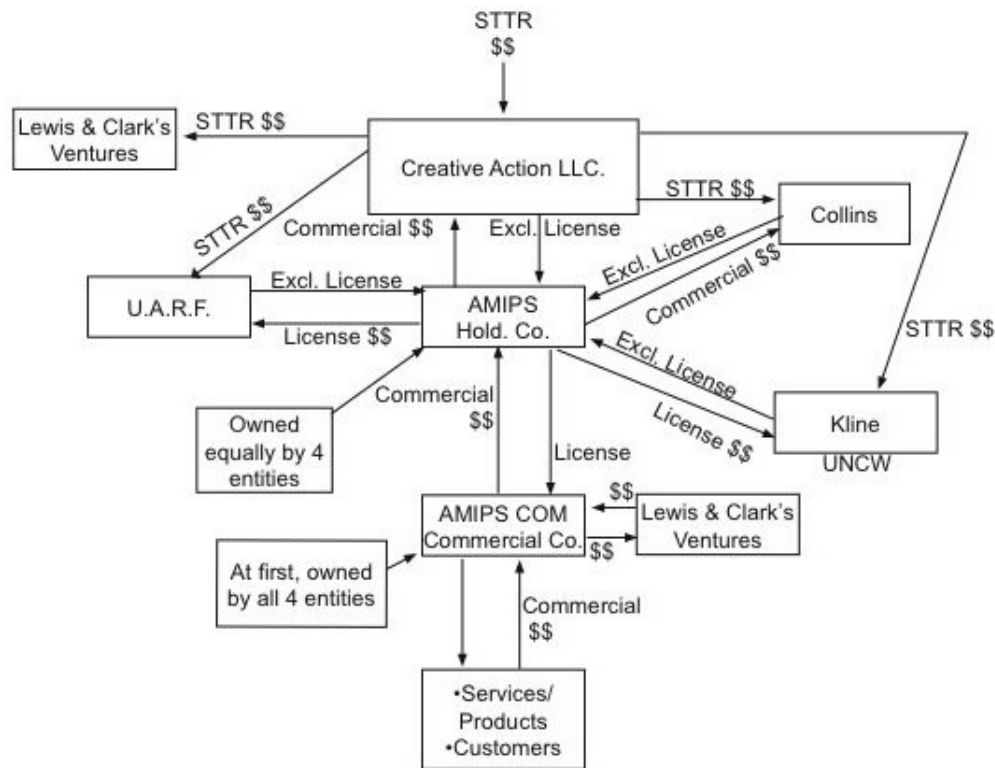 STTR
$$
Lewis & Clark's
Ventures
STTR $$
Creative Action LLC.
STTR $$
Collins
STTR $$
Commercial $$
Excl. License
Excl. License
Commercial $$
U.A.R.F.
Excl. License
License $$
AMIPS
Hold. Co.
STTR $$
Excl. License
License $$
Kline
UNCW
Owned
equally by 4
entities
Commercial
$$
License
AMIPS COM
Commercial Co.
$$
$$
Lewis & Clark's
Ventures
At first, owned
by all 4 entities
Commercial
$$
•Services/
Products
•Customers